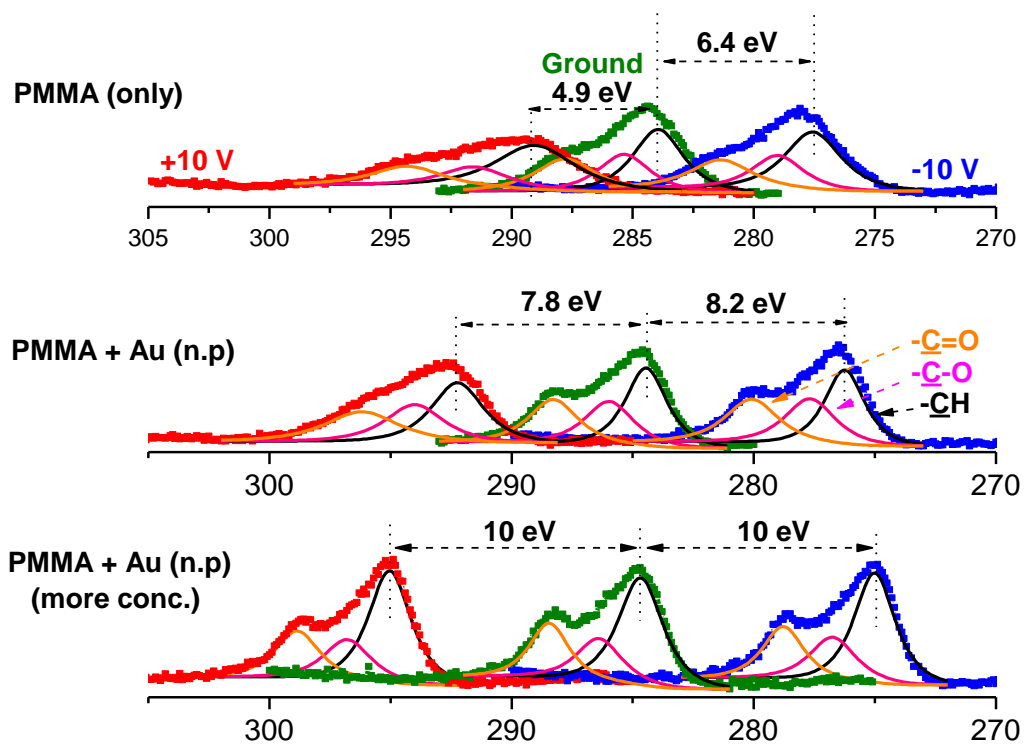 6.4 eV
Ground
4.9 eV
PMMA (only)
+10 V
-10 V
305 300 295 290 285 280 275 270
7.8 eV
8.2 eV
PMMA + Au (n.p)
-C=O
-C-O
-CH
300 290 280 270
10 eV
10 eV
PMMA + Au (n.p)
(more conc.)
300 290 280 270